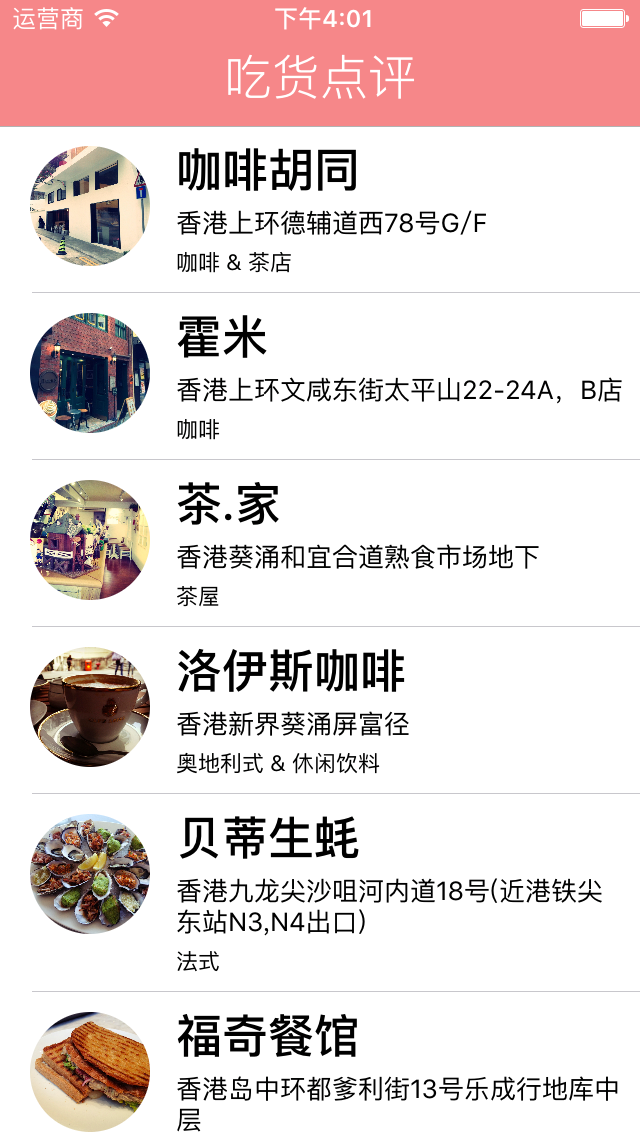 运营商
下午4:01
吃货点评
咖啡胡同
香港上环德辅道西78号G/F
咖啡 & 茶店
霍米
香港上环文咸东街太平山22-24A，B店
咖啡
茶.家
香港葵涌和宜合道熟食市场地下
茶屋
洛伊斯咖啡
香港新界葵涌屏富径
奥地利式 & 休闲饮料
贝蒂生蚝
香港九龙尖沙咀河内道18号(近港铁尖
东站N3,N4出口)
法式
福奇餐馆
香港岛中环都爹利街13号乐成行地库中
层